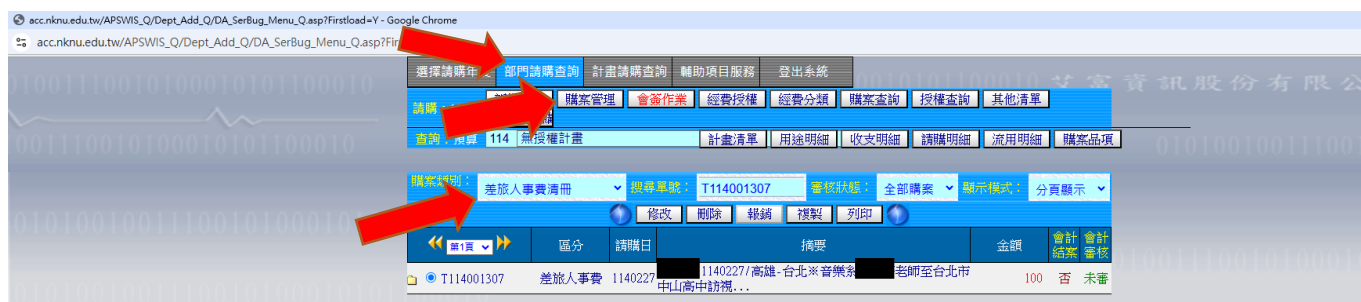 acc.nknu.edu.tw/APSWIS_Q/Dept_Add_Q/DA_SerBug_Menu_Q.asp?Firstload=Y - Google Chrome
acc.nknu.edu.tw/APSWIS_Q/Dept_Add_Q/DA_SerBug_Menu_Q.asp?Fir
選擇請購年 部門請購查詢 計畫請購查詢 輔助項目服務 登出系統
艾富資訊股份有限公
請購： 購案管理 會簽作業 經費授權 經費分類 購案查詢 授權查詢 其他清單
查詢：預算 114 無授權計畫 計畫清單 用途明細 收支明細 請購明細 流用明細 購案品項
購案類別： 差旅人事費清冊 搜尋單號： T114001307 審核狀態： 全部購案 顯示模式： 分頁顯示
修改 刪除 報銷 複製 列印
第1頁 區分 請購日 摘要 金額 會計結案 會計審核
T114001307 差旅人事費 1140227 1140227/高雄-台北※音樂系 老師至台北市中山高中訪視... 100 否 未審